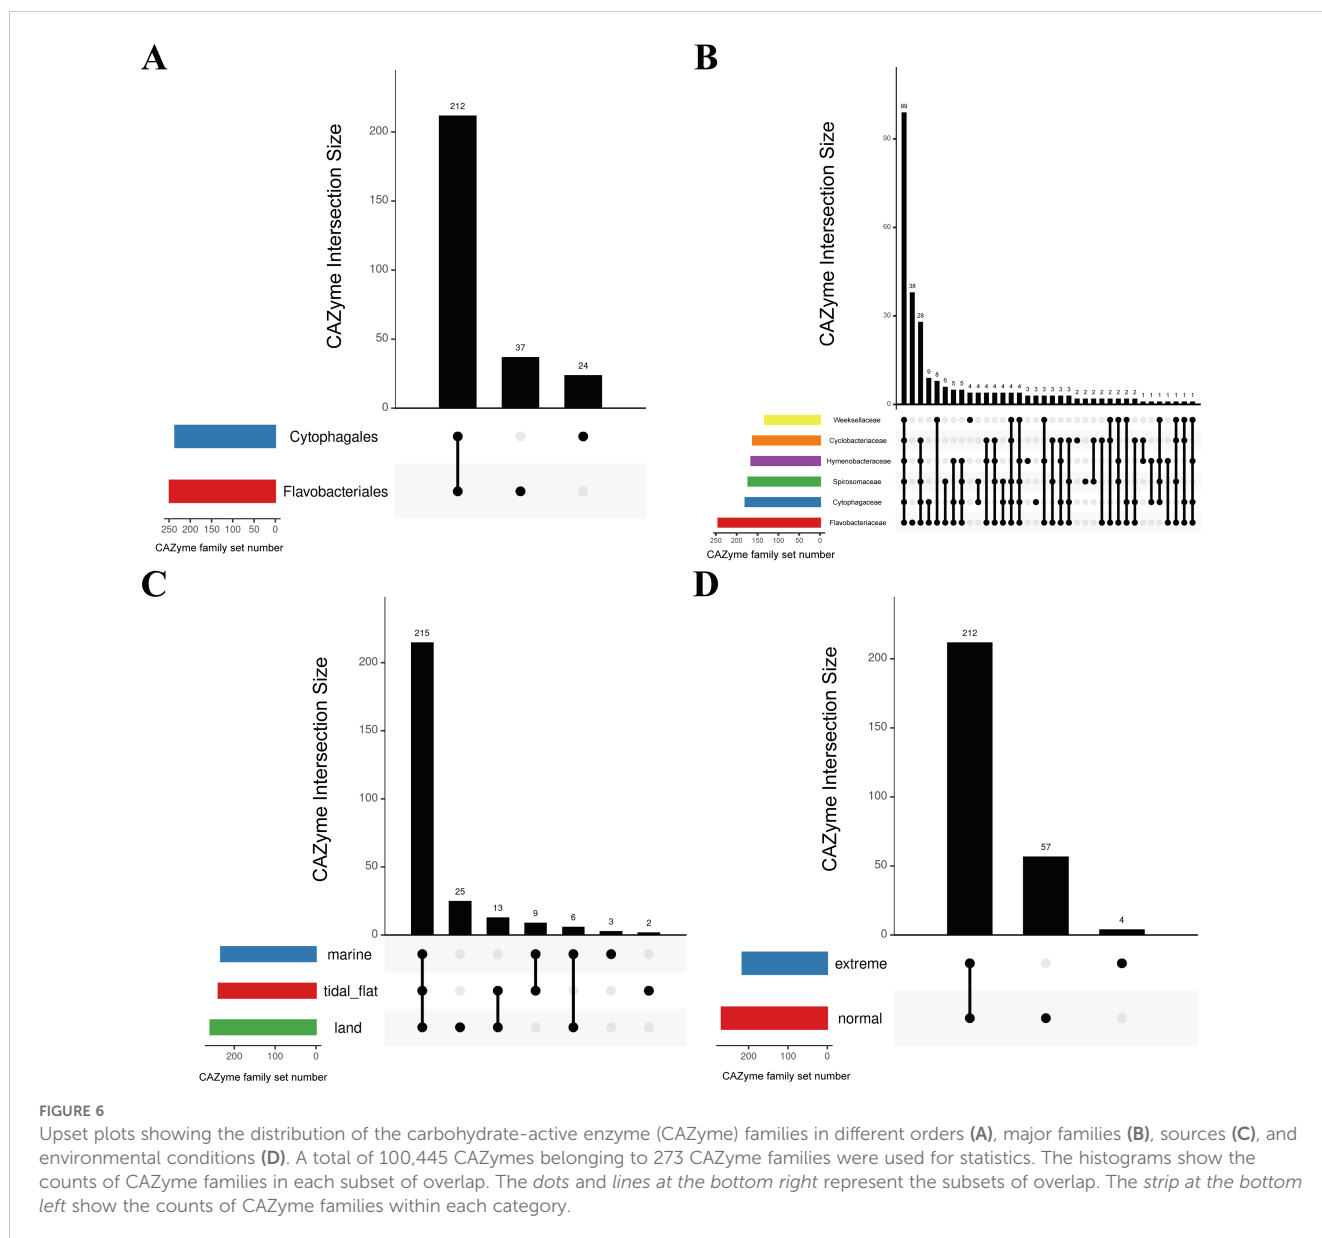 A
CAZyme Intersection Size
200
150
100
50
0
212
37
24
Cytophagales
Flavobacteriales
250 200 150 100 50 0
CAZyme family set number
B
CAZyme Intersection Size
90
60
30
0
99
38
28
9 8 6 5 5 4 4 4 4 4 4 4 3 3 3 3 3 3 2 2 2 2 2 2 2 2 1 1 1 1 1 1 1
Weeksellaceae
Cyclobacteriaceae
Hymenobacteraceae
Spirosomaceae
Cytophagaceae
Flavobacteriaceae
250 200 150 100 50 0
CAZyme family set number
C
CAZyme Intersection Size
200
150
100
50
0
215
25
13
9
6
3
2
marine
tidal_flat
land
200 100 0
CAZyme family set number
D
CAZyme Intersection Size
200
150
100
50
0
212
57
4
extreme
normal
200 100 0
CAZyme family set number
FIGURE 6
Upset plots showing the distribution of the carbohydrate-active enzyme (CAZyme) families in different orders (A), major families (B), sources (C), and
environmental conditions (D). A total of 100,445 CAZymes belonging to 273 CAZyme families were used for statistics. The histograms show the
counts of CAZyme families in each subset of overlap. The dots and lines at the bottom right represent the subsets of overlap. The strip at the bottom
left show the counts of CAZyme families within each category.